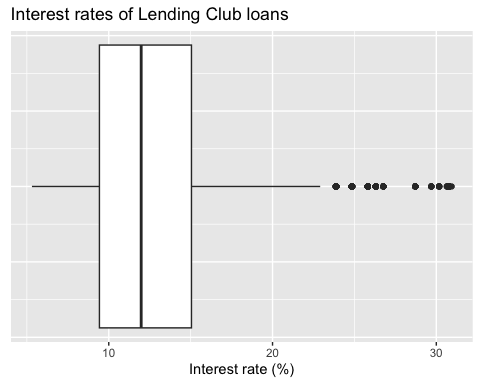 Interest rates of Lending Club loans
10 20 30
Interest rate (%)